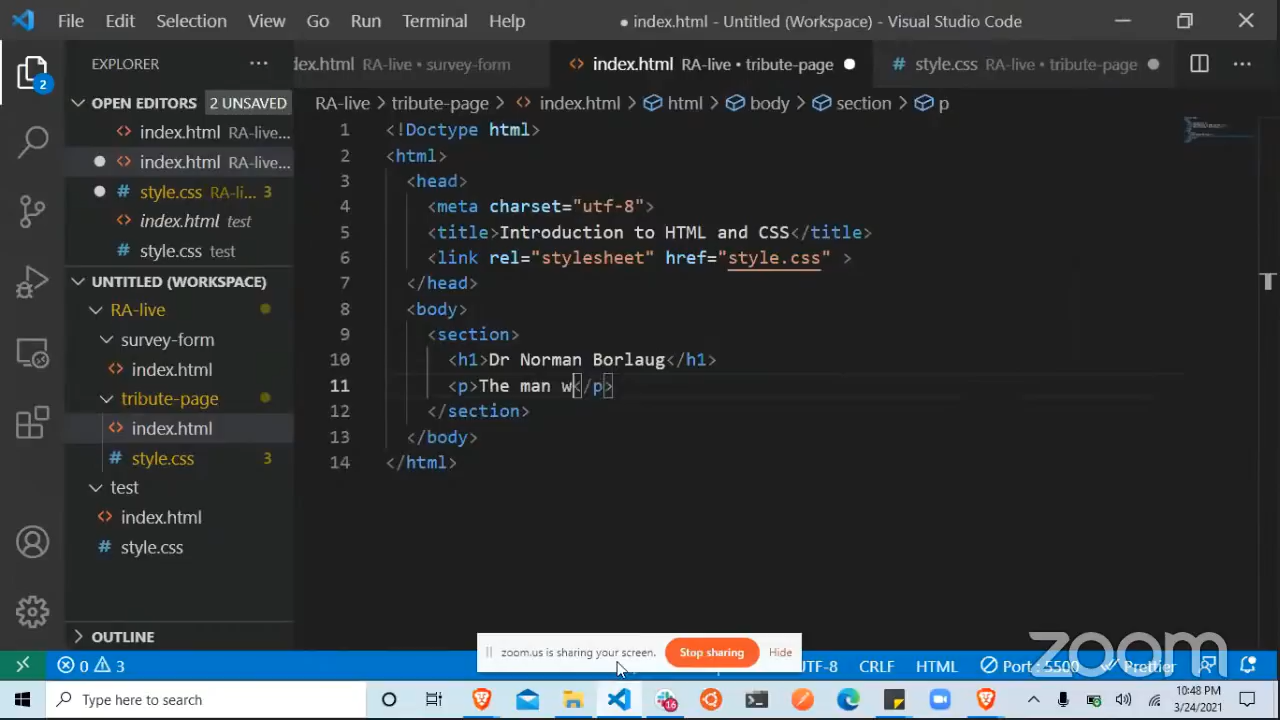 File Edit Selection View Go Run Terminal Help
● index.html - Untitled (Workspace) - Visual Studio Code
EXPLORER ···
dex.html RA-live • survey-form
<> index.html RA-live • tribute-page ●
# style.css RA-live • tribute-page ●
OPEN EDITORS 2 UNSAVED
<> index.html RA-live...
● <> index.html RA-live...
● # style.css RA-li... 3
<> index.html test
# style.css test
UNTITLED (WORKSPACE)
RA-live
survey-form
<> index.html
tribute-page
<> index.html
# style.css 3
test
<> index.html
# style.css
OUTLINE
2
RA-live > tribute-page > <> index.html > html > body > section > p
1 <!Doctype html>
2 <html>
3 <head>
4 <meta charset="utf-8">
5 <title>Introduction to HTML and CSS</title>
6 <link rel="stylesheet" href="style.css" >
7 </head>
8 <body>
9 <section>
10 <h1>Dr Norman Borlaug</h1>
11 <p>The man w</p>
12 </section>
13 </body>
14 </html>
zoom.us is sharing your screen. Stop sharing Hide
zoom
0 3 UTF-8 CRLF HTML Port : 5500 Prettier
Type here to search
16
10:48 PM
3/24/2021